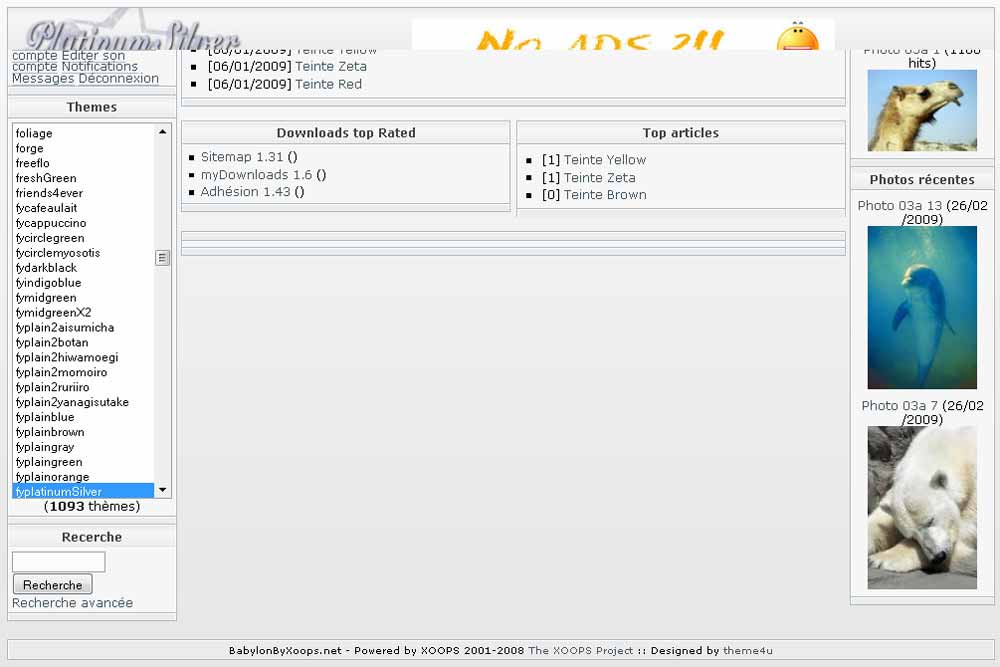 PlatinumSilver
No ADS ?!!
compte Editer son
compte Notifications
Messages Déconnexion
Themes
foliage
forge
freeflo
freshGreen
friends4ever
fycafeaulait
fycappuccino
fycirclegreen
fycirclemyosotis
fydarkblack
fyindigoblue
fymidgreen
fymidgreenX2
fyplain2aisumicha
fyplain2botan
fyplain2hiwamoegi
fyplain2momoiro
fyplain2ruriiro
fyplain2yanagisutake
fyplainblue
fyplainbrown
fyplaingray
fyplaingreen
fyplainorange
fyplatinumSilver
(1093 thèmes)
Recerche
Recherche
Recherche avancée
[06/01/2009] Teinte Yellow
[06/01/2009] Teinte Zeta
[06/01/2009] Teinte Red
Downloads top Rated
Sitemap 1.31 ()
myDownloads 1.6 ()
Adhésion 1.43 ()
Top articles
[1] Teinte Yellow
[1] Teinte Zeta
[0] Teinte Brown
Photo 03a 1 (1180
hits)
Photos récentes
Photo 03a 13 (26/02
/2009)
Photo 03a 7 (26/02
/2009)
BabylonByXoops.net - Powered by XOOPS 2001-2008 The XOOPS Project :: Designed by theme4u